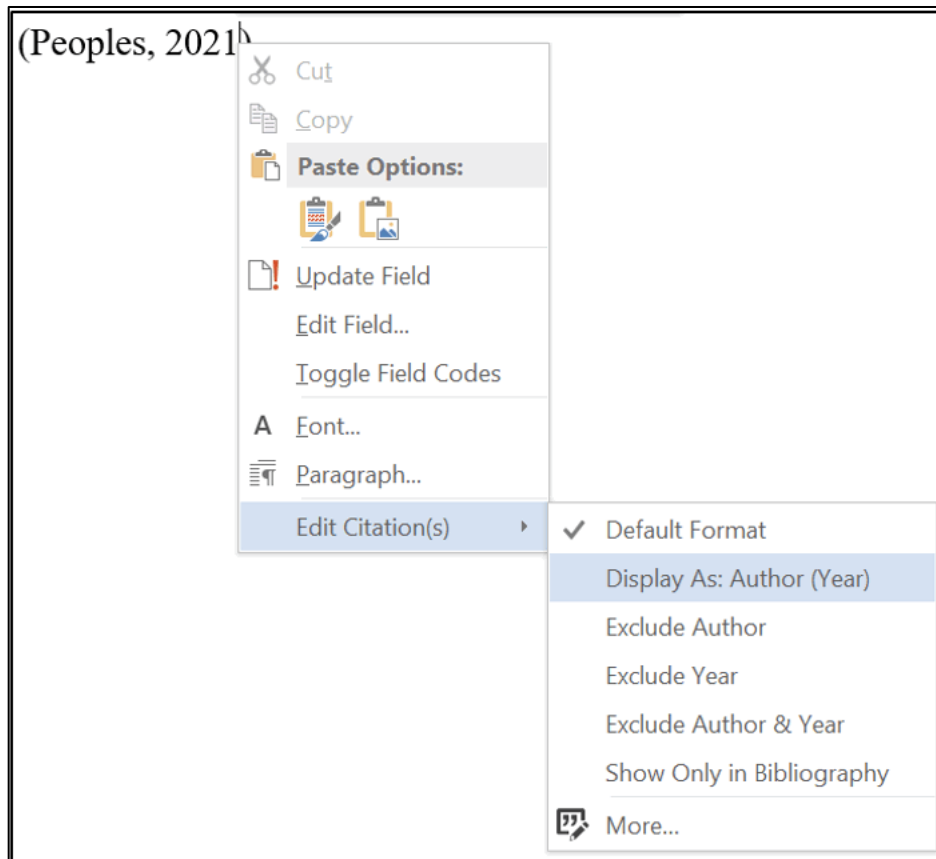 (Peoples, 2021)
Cut
Copy
Paste Options:
Update Field
Edit Field...
Toggle Field Codes
A Font...
Paragraph...
Edit Citation(s)
Default Format
Display As: Author (Year)
Exclude Author
Exclude Year
Exclude Author & Year
Show Only in Bibliography
More...